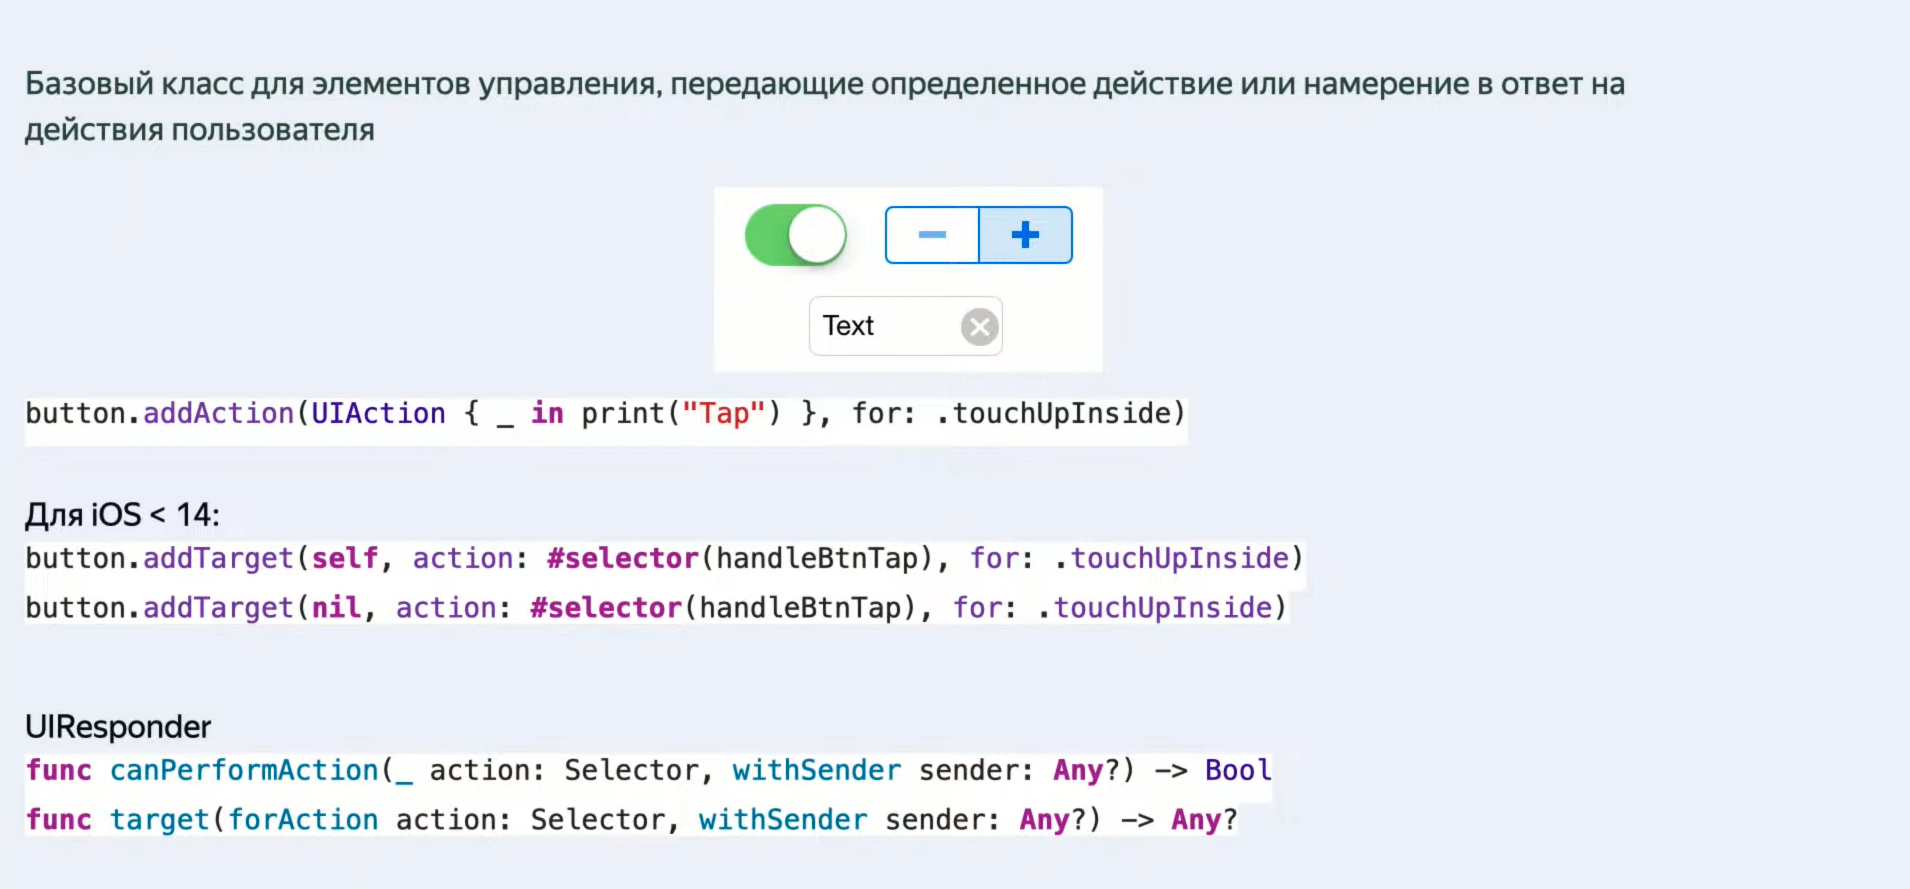 Базовый класс для элементов управления, передающие определенное действие или намерение в ответ на
действия пользователя
Text
button.addAction(UIAction { _ in print("Tap") }, for: .touchUpInside)
Для iOS < 14:
button.addTarget(self, action: #selector(handleBtnTap), for: .touchUpInside)
button.addTarget(nil, action: #selector(handleBtnTap), for: .touchUpInside)
UIResponder
func canPerformAction(_ action: Selector, withSender sender: Any?) -> Bool
func target(forAction action: Selector, withSender sender: Any?) -> Any?